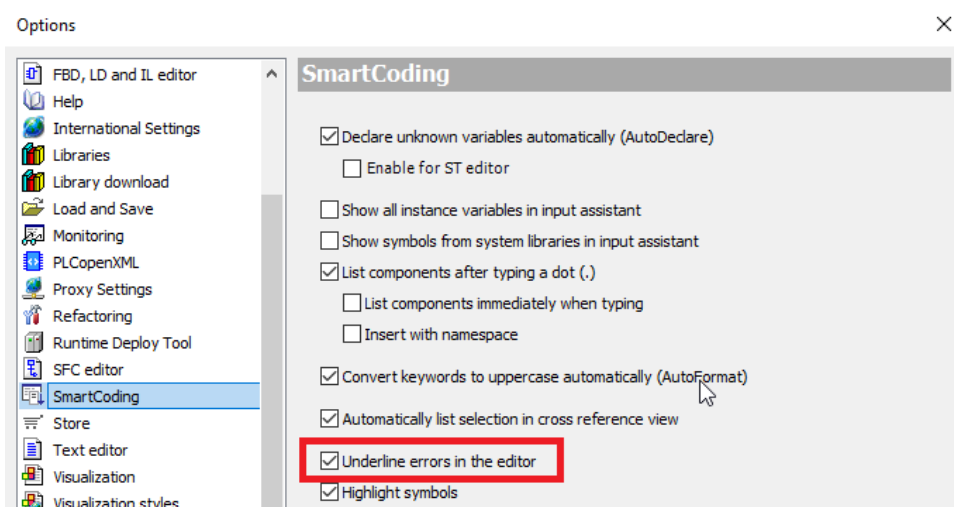 Options
FBD, LD and IL editor
Help
International Settings
Libraries
Library download
Load and Save
Monitoring
PLCopenXML
Proxy Settings
Refactoring
Runtime Deploy Tool
SFC editor
SmartCoding
Store
Text editor
Visualization
Visualization styles
SmartCoding
Declare unknown variables automatically (AutoDeclare)
Enable for ST editor
Show all instance variables in input assistant
Show symbols from system libraries in input assistant
List components after typing a dot (.)
List components immediately when typing
Insert with namespace
Convert keywords to uppercase automatically (AutoFormat)
Automatically list selection in cross reference view
Underline errors in the editor
Highlight symbols